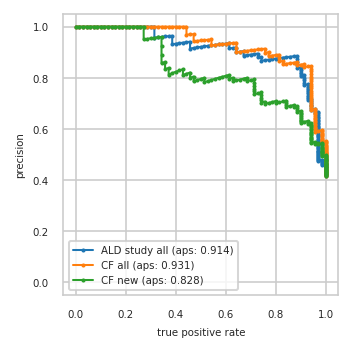 1.0
0.8
0.6
0.4
0.2
0.0
precision
ALD study all (aps: 0.914)
CF all (aps: 0.931)
CF new (aps: 0.828)
0.0 0.2 0.4 0.6 0.8 1.0
true positive rate